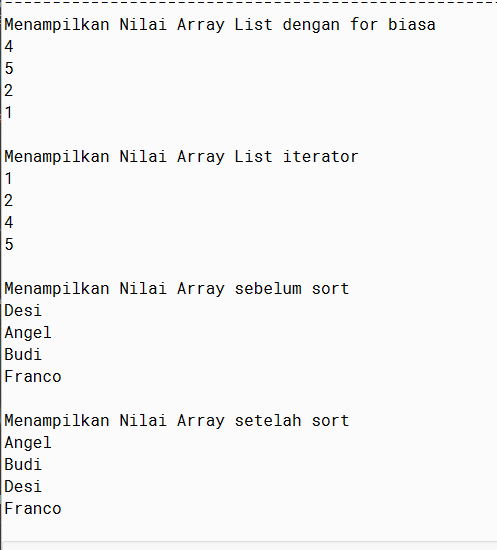 Menampilkan Nilai Array List dengan for biasa
4
5
2
1
Menampilkan Nilai Array List iterator
1
2
4
5
Menampilkan Nilai Array sebelum sort
Desi
Angel
Budi
Franco
Menampilkan Nilai Array setelah sort
Angel
Budi
Desi
Franco